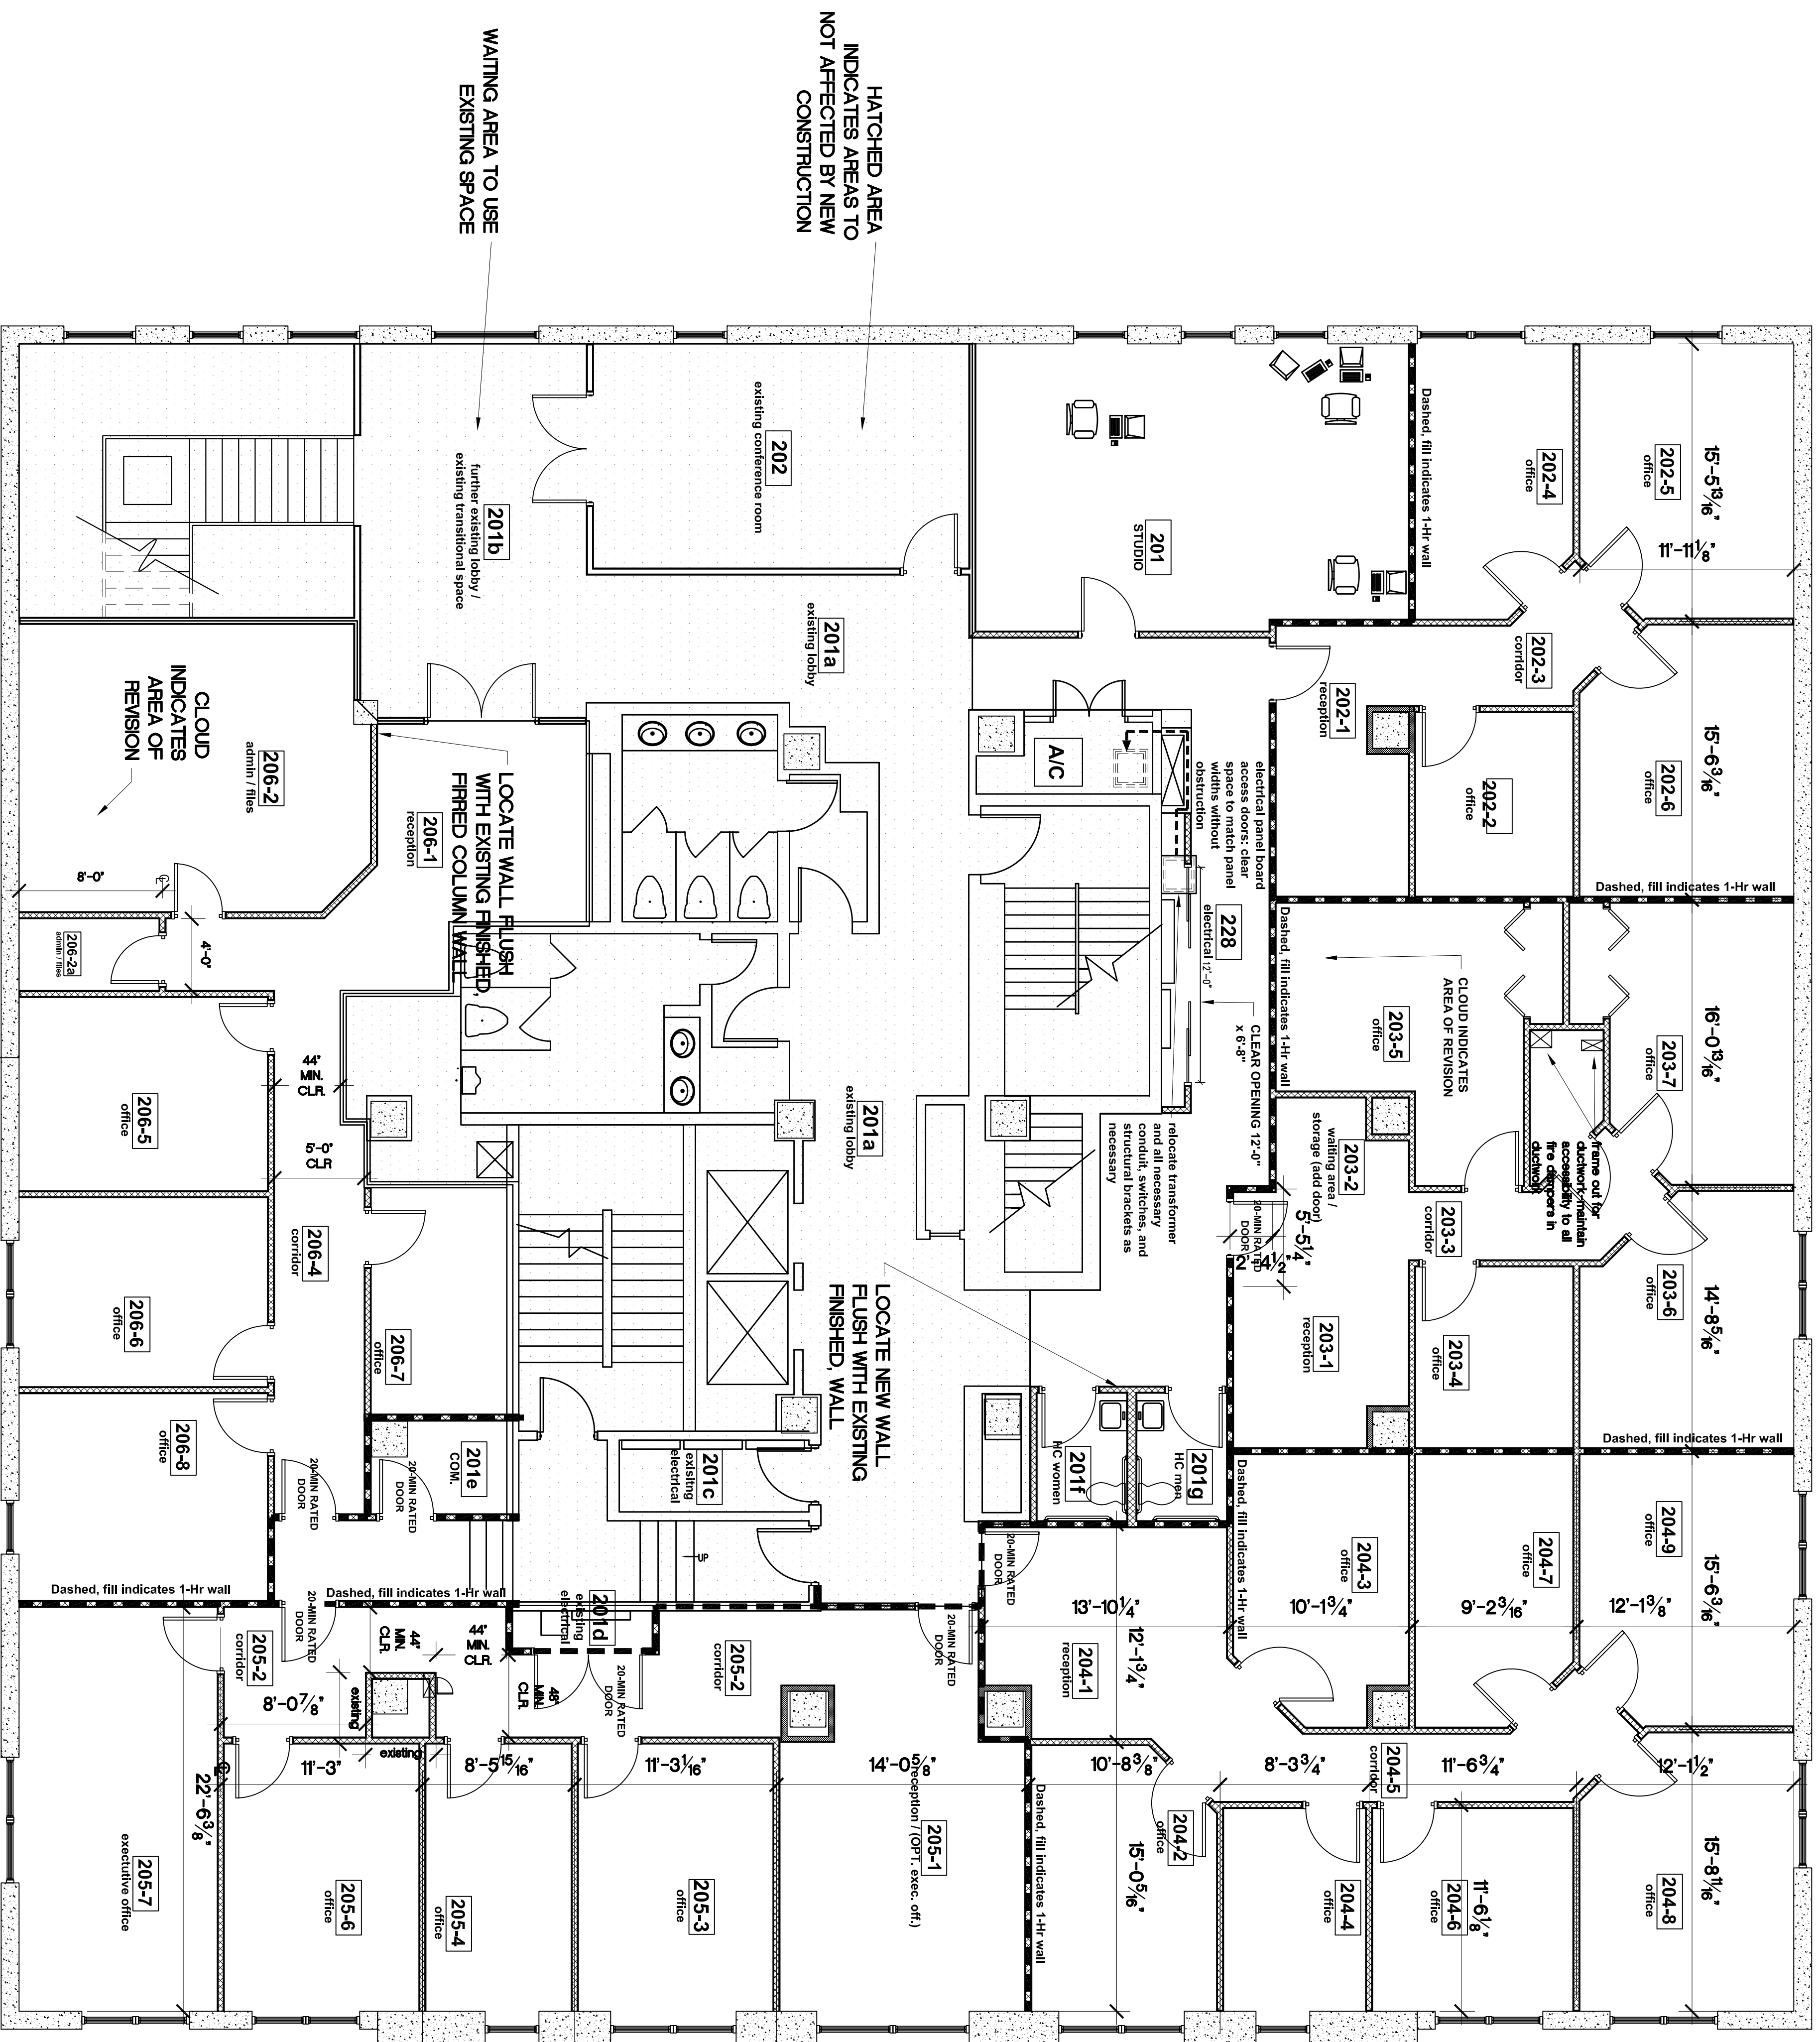 HATCHED AREA
INDICATES AREAS TO
NOT AFFECTED BY NEW
CONSTRUCTION
WAITING AREA TO USE
EXISTING SPACE
202-5
office
15'-5 13/16"
11'-11 1/8"
202-4
office
Dashed, fill indicates 1-Hr wall
202-3
corridor
202-6
office
15'-6 3/16"
202-1
reception
202-2
office
Dashed, fill indicates 1-Hr wall
201
STUDIO
202
existing conference room
201b
further existing lobby /
existing transitional space
201a
existing lobby
A/C
electrical panel board
access doors: clear
space to match panel
widths without
obstruction
228
electrical
12'-0"
CLEAR OPENING 12'-0"
x 6'-8"
Dashed, fill indicates 1-Hr wall
CLOUD INDICATES
AREA OF REVISION
203-5
office
203-7
office
16'-0 13/16"
frame out for
ductwork-maintain
accessibility to all
fire dampers in
ductwork
relocate transformer
and all necessary
conduit, switches, and
structural brackets as
necessary
203-2
waiting area /
storage (add door)
203-3
corridor
20-MIN RATED
DOOR
5'-5 1/4"
2'-4 1/2"
203-6
office
14'-8 5/16"
203-4
office
203-1
reception
Dashed, fill indicates 1-Hr wall
LOCATE NEW WALL
FLUSH WITH EXISTING
FINISHED, WALL
201a
existing lobby
201f
HC women
201g
HC men
Dashed, fill indicates 1-Hr wall
204-3
office
204-7
office
204-9
office
15'-6 3/16"
13'-10 1/4"
10'-1 3/4"
9'-2 3/16"
12'-1 3/8"
12'-1 3/4"
204-1
reception
20-MIN RATED
DOOR
20-MIN RATED
DOOR
10'-8 3/8"
8'-3 3/4"
204-5
corridor
11'-6 3/4"
12'-1 1/2"
204-2
office
15'-0 5/16"
204-4
office
204-6
office
11'-6 1/8"
204-8
office
15'-8 11/16"
Dashed, fill indicates 1-Hr wall
CLOUD
INDICATES
AREA OF
REVISION
206-2
admin / files
LOCATE WALL FLUSH
WITH EXISTING FINISHED,
FIRRED COLUMN WALL
206-1
reception
8'-0"
206-2a
admin / files
4'-0"
44"
MIN.
CLR.
5'-0"
CLR
206-5
office
206-4
corridor
206-6
office
206-7
office
206-8
office
20-MIN RATED
DOOR
20-MIN RATED
DOOR
201e
COM.
201c
exisiting
electrical
UP
Dashed, fill indicates 1-Hr wall
20-MIN RATED
DOOR
Dashed, fill indicates 1-Hr wall
201d
existing
electrical
205-2
corridor
44"
MIN.
CLR.
44"
MIN.
CLR.
48"
MIN.
CLR.
20-MIN RATED
DOOR
205-2
corridor
8'-0 7/8"
existing
existing
22'-6 3/8"
11'-3"
8'-5 15/16"
11'-3 1/16"
14'-0 5/8"
205-7
exectutive office
205-6
office
205-4
office
205-3
office
205-1
reception / (OPT. exec. off.)